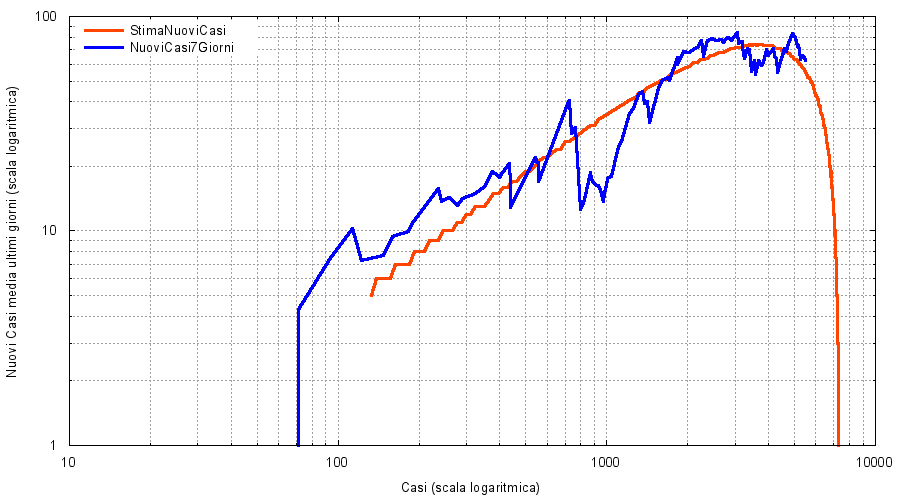 100
StimaNuoviCasi
NuoviCasi7Giorni
Nuovi Casi media ultimi giorni (scala logaritmica)
10
1
10
100
1000
10000
Casi (scala logaritmica)